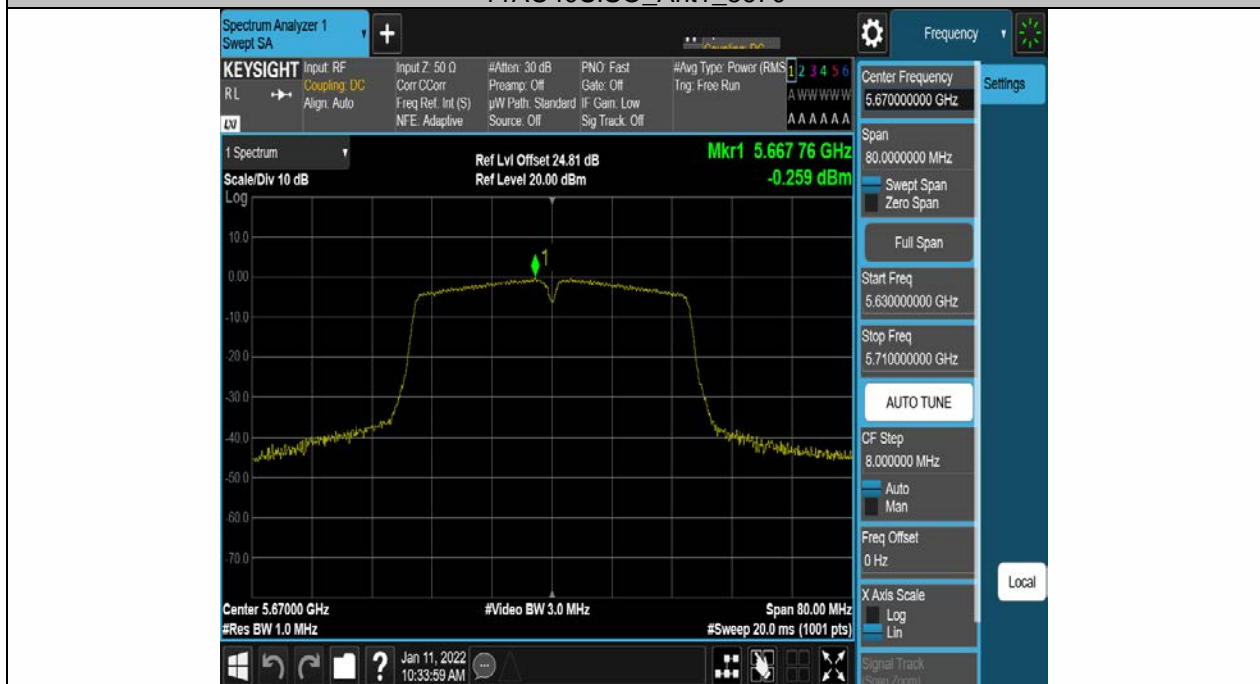 Spectrum Analyzer 1
Swept SA
Frequency
KEYSIGHT
RL
LXI
Input: RF
Coupling: DC
Align: Auto
Input Z: 50 Ω
Corr CCorr
Freq Ref: Int (S)
NFE: Adaptive
#Atten: 30 dB
Preamp: Off
µW Path: Standard
Source: Off
PNO: Fast
Gate: Off
IF Gain: Low
Sig Track: Off
#Avg Type: Power (RMS
Trig: Free Run
1 2 3 4 5 6
A W W W W W
A A A A A A
1 Spectrum
Scale/Div 10 dB
Ref Lvl Offset 24.81 dB
Ref Level 20.00 dBm
Mkr1 5.667 76 GHz
-0.259 dBm
Log
10.0
0.00
-10.0
-20.0
-30.0
-40.0
-50.0
-60.0
-70.0
1
Center 5.67000 GHz
#Res BW 1.0 MHz
#Video BW 3.0 MHz
Span 80.00 MHz
#Sweep 20.0 ms (1001 pts)
Center Frequency
5.670000000 GHz
Settings
Span
80.0000000 MHz
Swept Span
Zero Span
Full Span
Start Freq
5.630000000 GHz
Stop Freq
5.710000000 GHz
AUTO TUNE
CF Step
8.000000 MHz
Auto
Man
Freq Offset
0 Hz
X Axis Scale
Log
Lin
Local
Signal Track
(Span Zoom)
?
Jan 11, 2022
10:33:59 AM